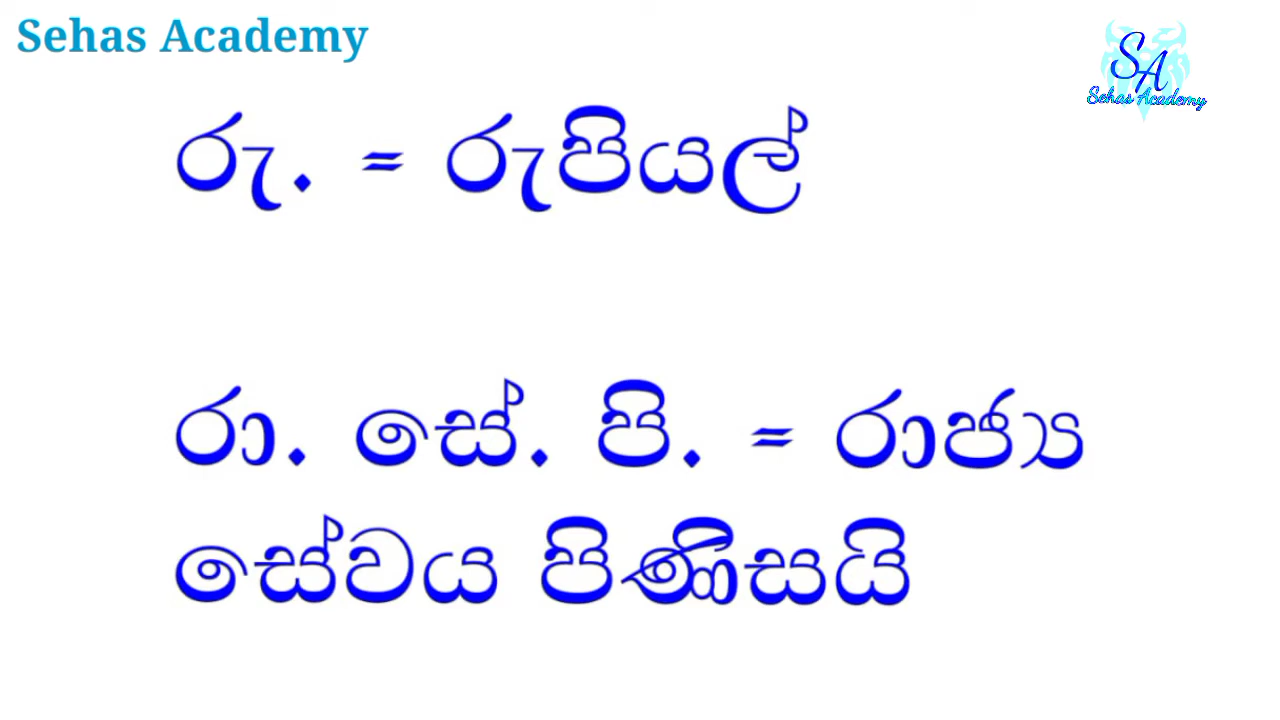 Sehas Academy
SA
Sehas Academy
රු. = රුපියල්
රා. සේ. පි. = රාජ්‍ය
සේවය පිණිසයි